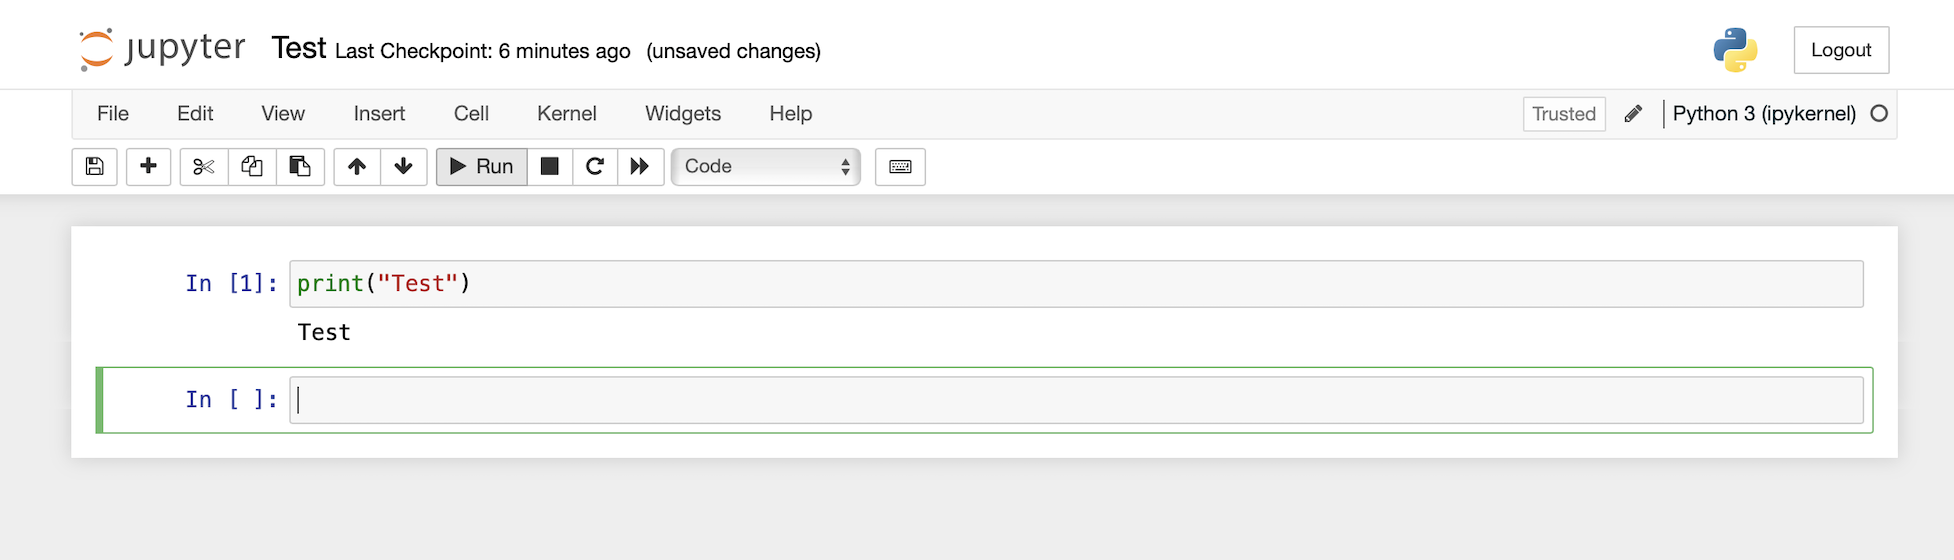 jupyter Test Last Checkpoint: 6 minutes ago (unsaved changes)
Logout
File Edit View Insert Cell Kernel Widgets Help
Trusted Python 3 (ipykernel)
Run Code
In [1]: print("Test")
Test
In [ ]: